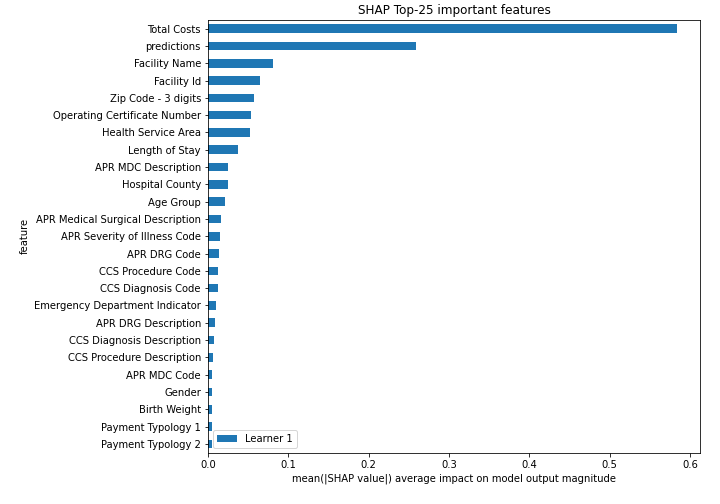 SHAP Top-25 important features
Total Costs
predictions
Facility Name
Facility Id
Zip Code - 3 digits
Operating Certificate Number
Health Service Area
Length of Stay
APR MDC Description
Hospital County
Age Group
APR Medical Surgical Description
APR Severity of Illness Code
APR DRG Code
CCS Procedure Code
CCS Diagnosis Code
Emergency Department Indicator
APR DRG Description
CCS Diagnosis Description
CCS Procedure Description
APR MDC Code
Gender
Birth Weight
Payment Typology 1
Payment Typology 2
feature
Learner 1
0.0 0.1 0.2 0.3 0.4 0.5 0.6
mean(|SHAP value|) average impact on model output magnitude